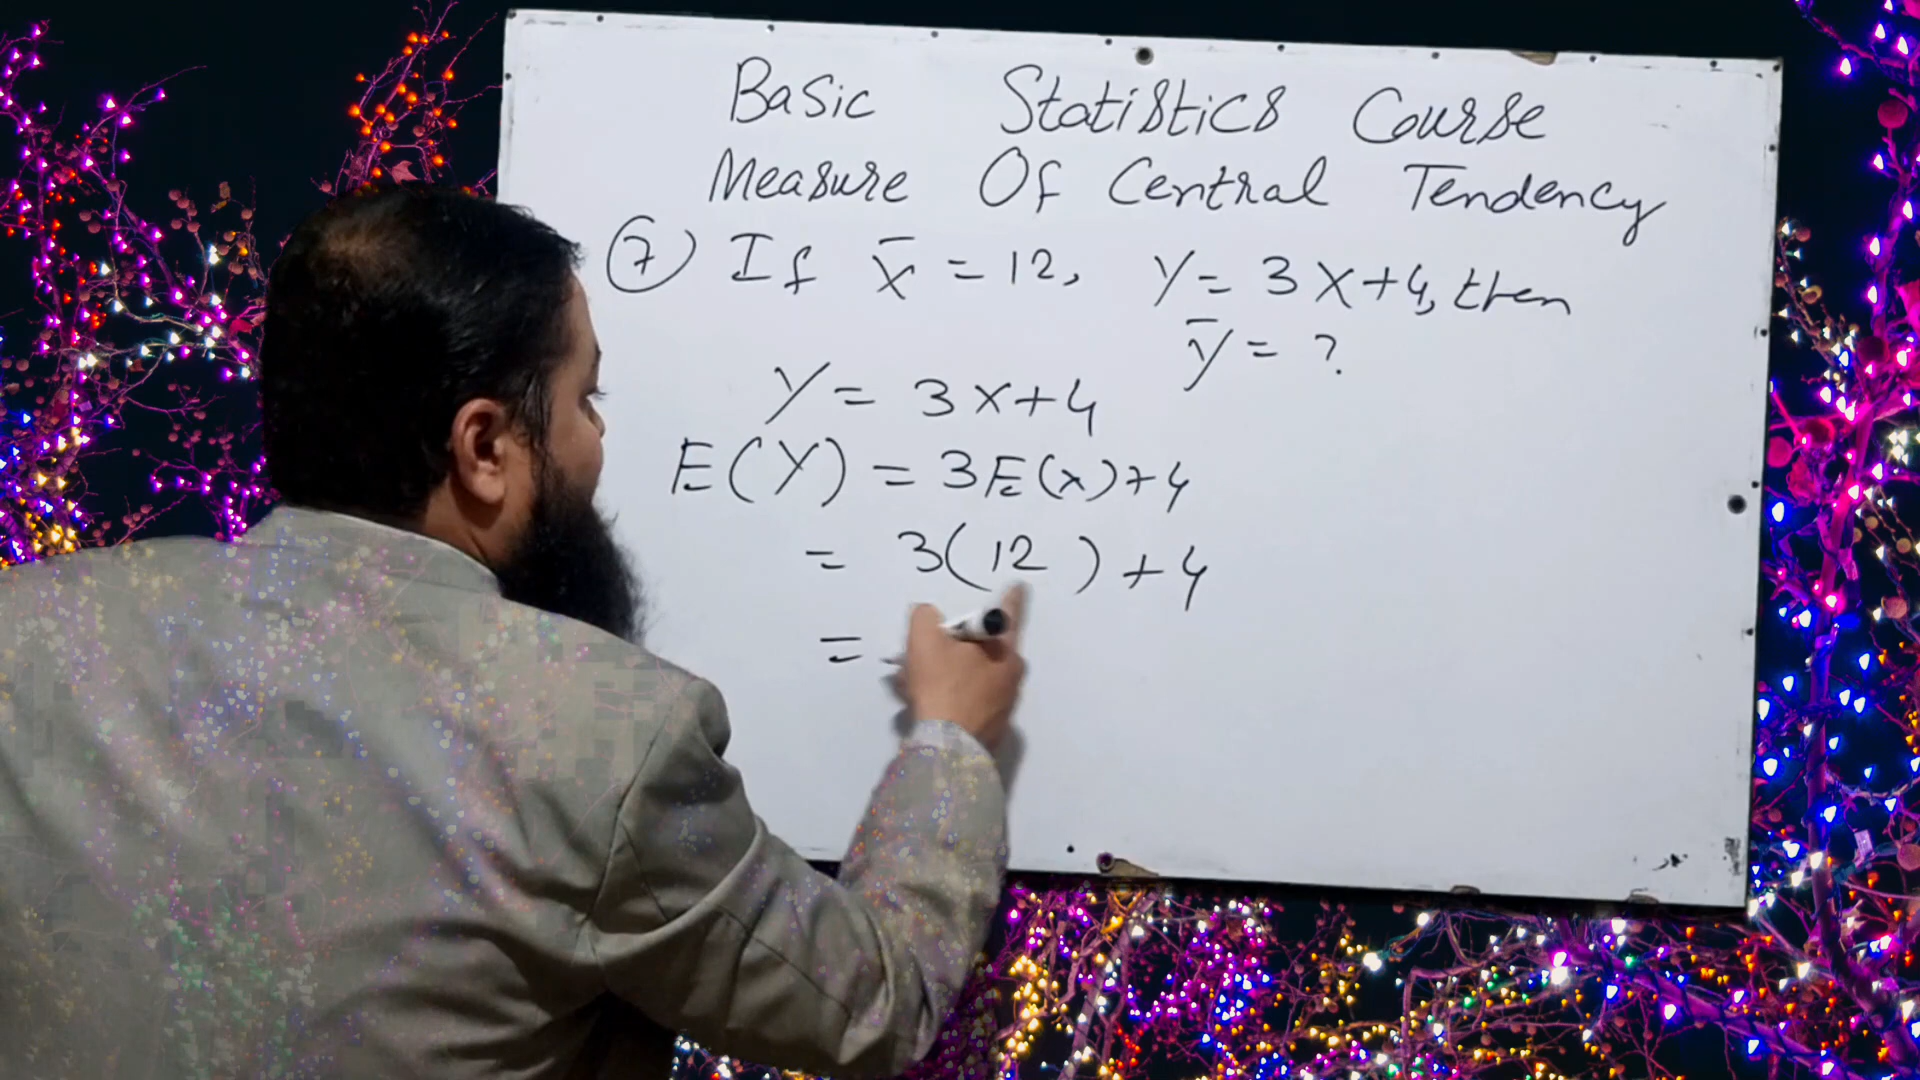 Basic Statistics Course
Measure Of Central Tendency
⑦ If x̄ = 12, y = 3x+4, then
ȳ = ?
y = 3x+4
E(Y) = 3E(x)+4
= 3(12)+4
=